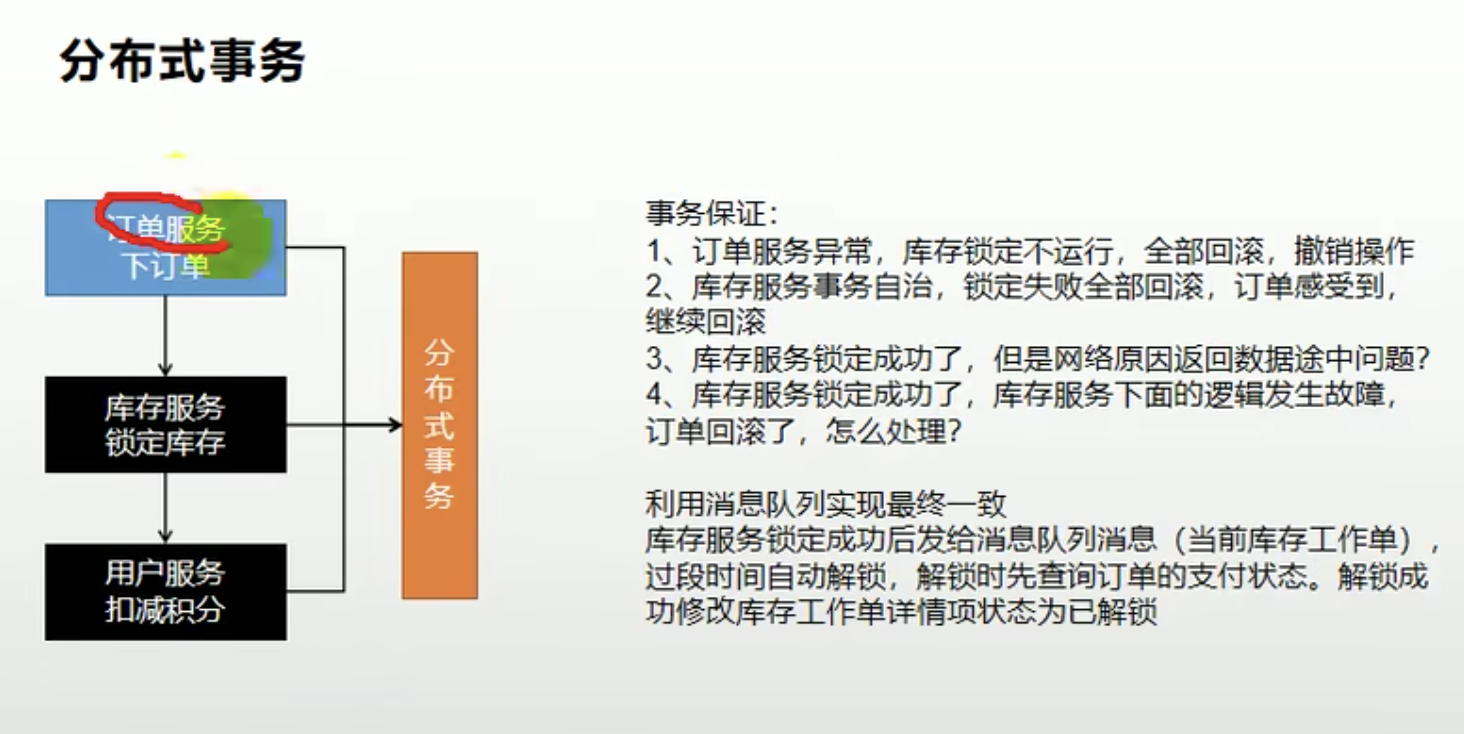 分布式事务
订单服务
下订单
库存服务
锁定库存
用户服务
扣减积分
分布式事务
事务保证：
1、订单服务异常，库存锁定不运行，全部回滚，撤销操作
2、库存服务事务自治，锁定失败全部回滚，订单感受到，
继续回滚
3、库存服务锁定成功了，但是网络原因返回数据途中问题？
4、库存服务锁定成功了，库存服务下面的逻辑发生故障，
订单回滚了，怎么处理？
利用消息队列实现最终一致
库存服务锁定成功后发给消息队列消息（当前库存工作单），
过段时间自动解锁，解锁时先查询订单的支付状态。解锁成
功修改库存工作单详情项状态为已解锁